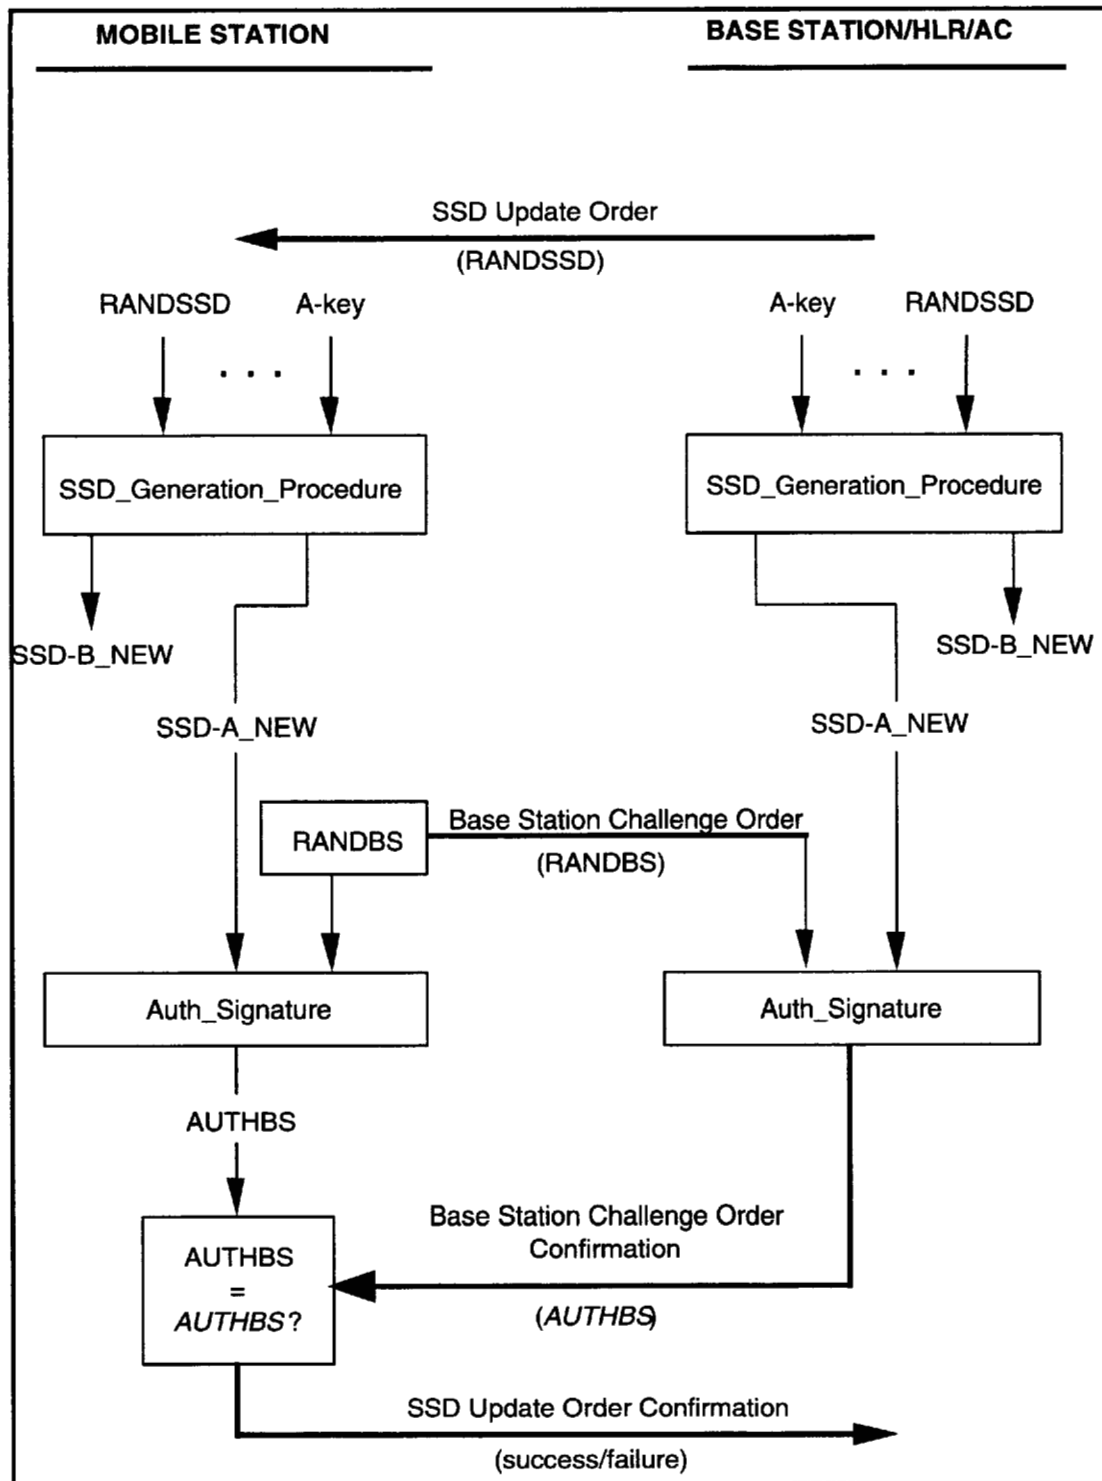 MOBILE STATION
BASE STATION/HLR/AC
SSD Update Order
(RANDSSD)
RANDSSD
A-key
A-key
RANDSSD
. . .
. . .
SSD_Generation_Procedure
SSD_Generation_Procedure
SSD-B_NEW
SSD-B_NEW
SSD-A_NEW
SSD-A_NEW
RANDBS
Base Station Challenge Order
(RANDBS)
Auth_Signature
Auth_Signature
AUTHBS
AUTHBS
=
AUTHBS?
Base Station Challenge Order
Confirmation
(AUTHBS)
SSD Update Order Confirmation
(success/failure)